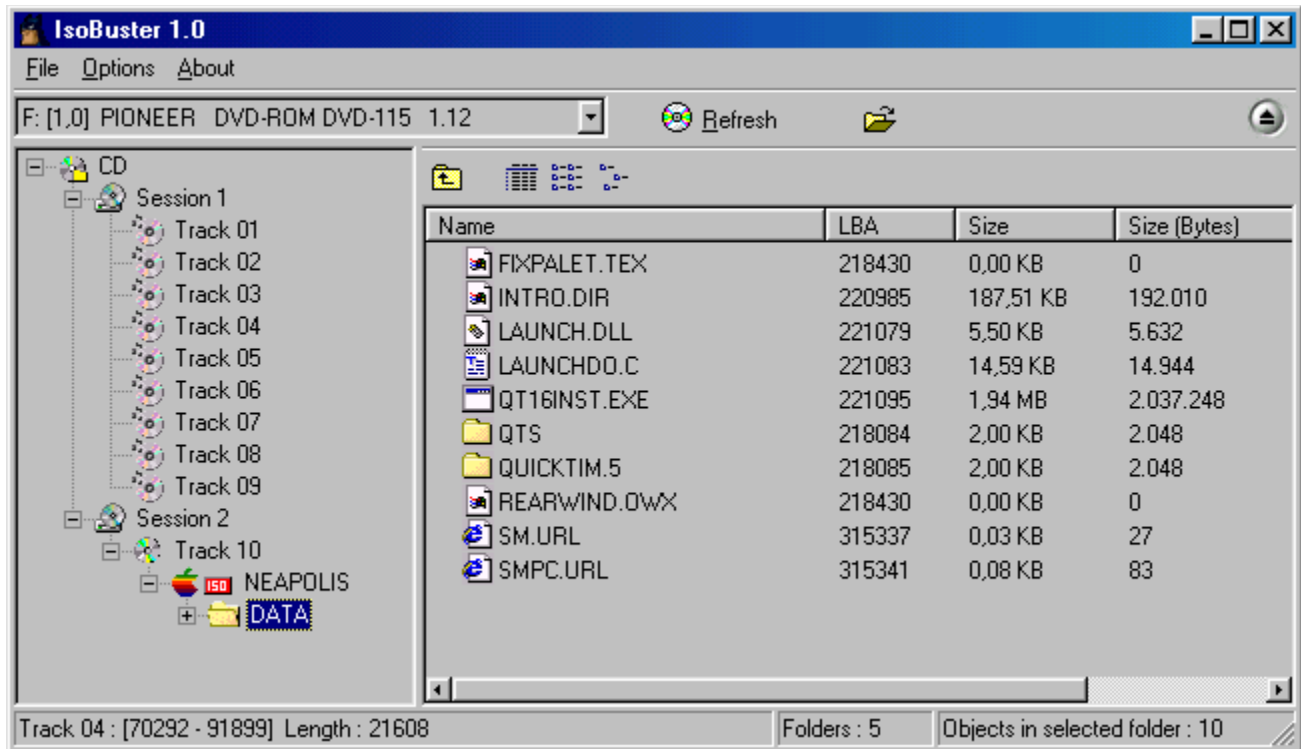 IsoBuster 1.0
File Options About
F: [1,0] PIONEER DVD-ROM DVD-115 1.12 Refresh
CD
Session 1
Track 01
Track 02
Track 03
Track 04
Track 05
Track 06
Track 07
Track 08
Track 09
Session 2
Track 10
ISO NEAPOLIS
DATA
Name LBA Size Size (Bytes)
FIXPALET.TEX 218430 0,00 KB 0
INTRO.DIR 220985 187,51 KB 192.010
LAUNCH.DLL 221079 5,50 KB 5.632
LAUNCHDO.C 221083 14,59 KB 14.944
QT16INST.EXE 221095 1,94 MB 2.037.248
QTS 218084 2,00 KB 2.048
QUICKTIM.5 218085 2,00 KB 2.048
REARWIND.OWX 218430 0,00 KB 0
SM.URL 315337 0,03 KB 27
SMPC.URL 315341 0,08 KB 83
Track 04 : [70292 - 91899] Length : 21608 Folders : 5 Objects in selected folder : 10